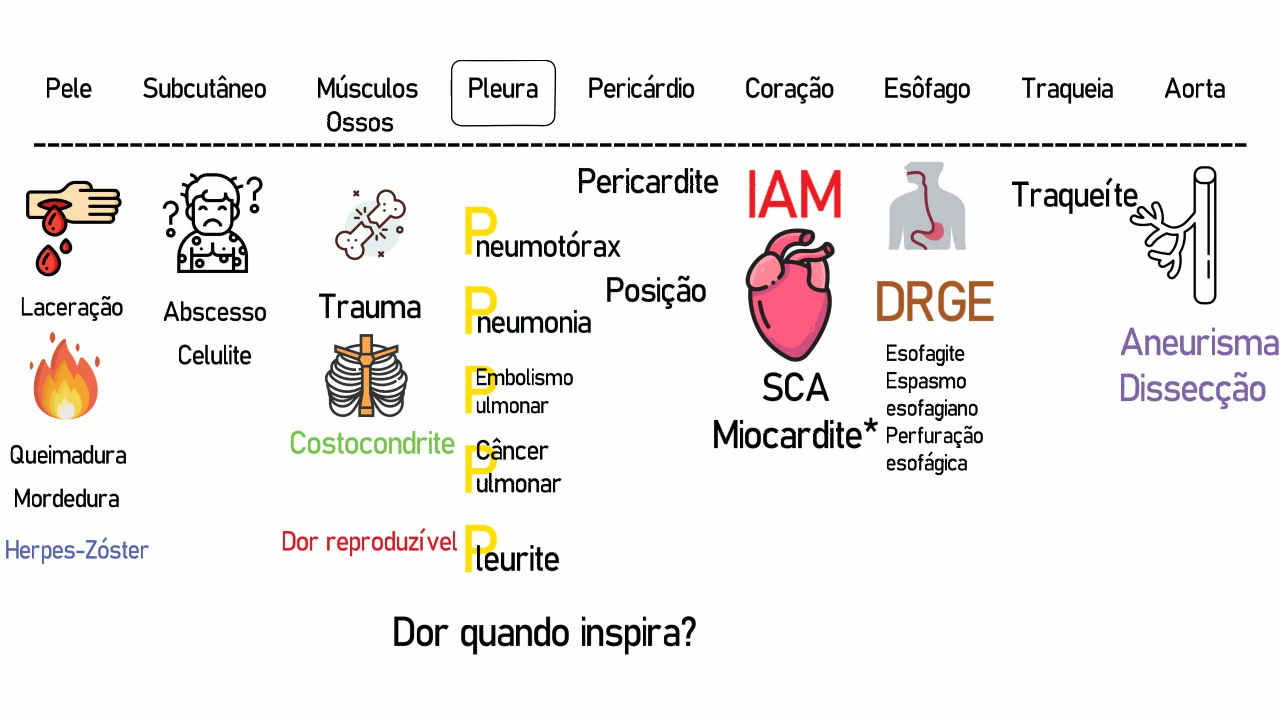 Pele
Subcutâneo
Músculos
Ossos
Pleura
Pericárdio
Coração
Esôfago
Traqueia
Aorta
Laceração
Queimadura
Mordedura
Herpes-Zóster
?
?
Abscesso
Celulite
Trauma
Costocondrite
Dor reproduzível
Pneumotórax
Pneumonia
Embolismo
Pulmonar
Câncer
Pulmonar
Pleurite
Dor quando inspira?
Pericardite
Posição
IAM
SCA
Miocardite*
DRGE
Esofagite
Espasmo
esofagiano
Perfuração
esofágica
Traqueíte
Aneurisma
Dissecção